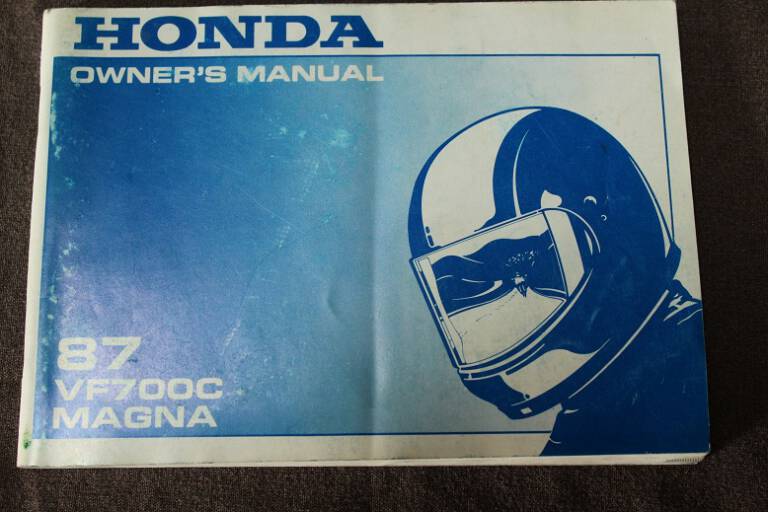 HONDA
OWNER'S MANUAL
87
VF700C
MAGNA